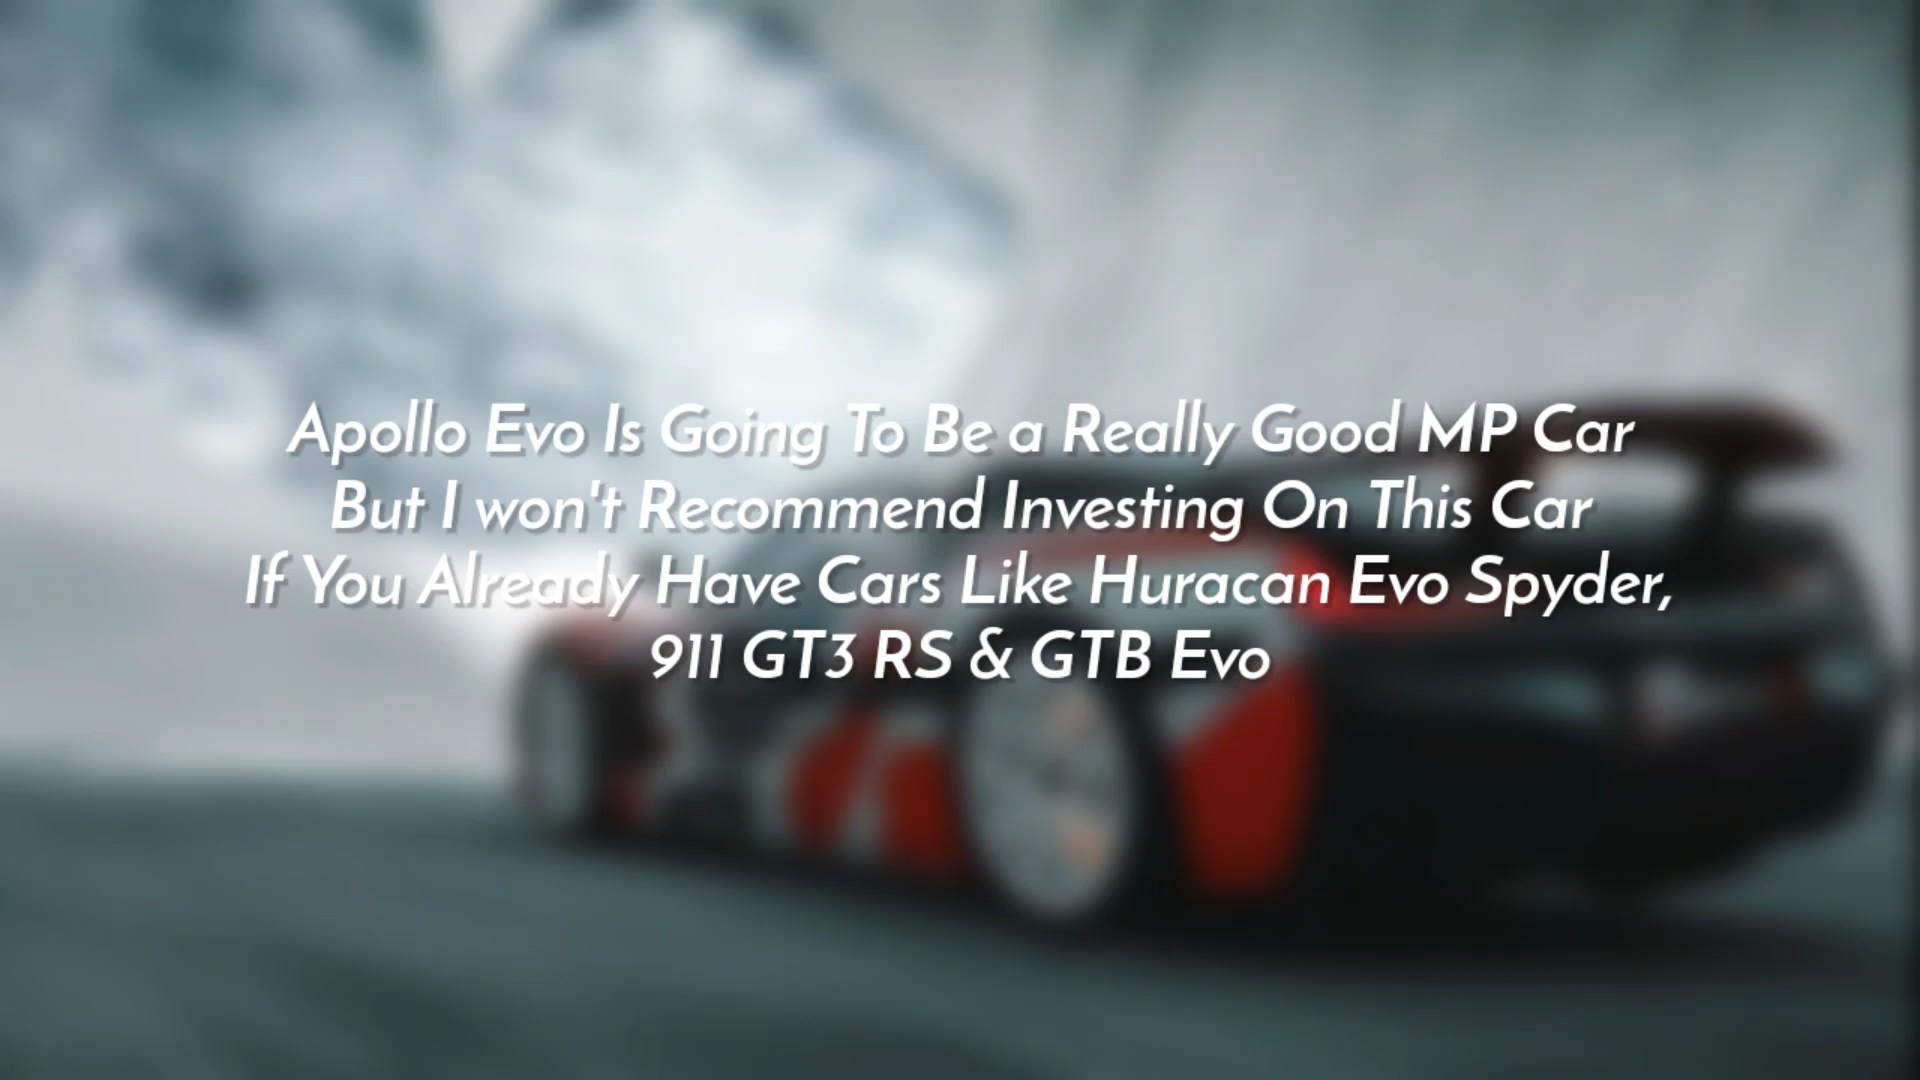 Apollo Evo Is Going To Be a Really Good MP Car
But I won't Recommend Investing On This Car
If You Already Have Cars Like Huracan Evo Spyder,
911 GT3 RS & GTB Evo